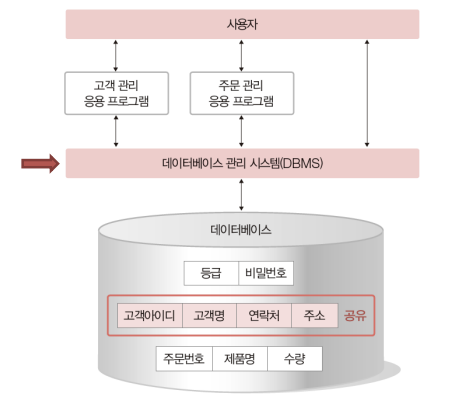 사용자
고객 관리
응용 프로그램
주문 관리
응용 프로그램
데이터베이스 관리 시스템(DBMS)
데이터베이스
등급 비밀번호
고객아이디 고객명 연락처 주소 공유
주문번호 제품명 수량